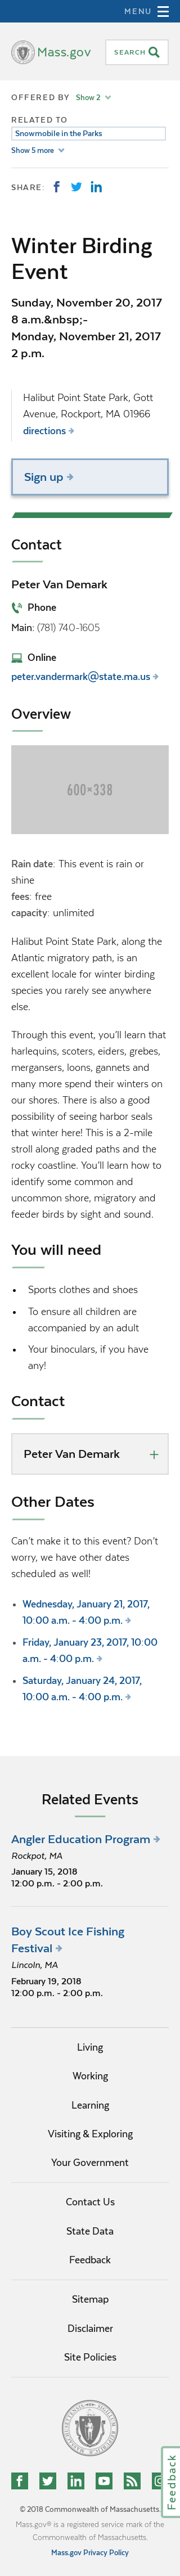 MENU
Mass.gov
SEARCH
OFFERED BY Show 2
RELATED TO
Snowmobile in the Parks
Show 5 more
SHARE:
Winter Birding
Event
Sunday, November 20, 2017
8 a.m.&nbsp;-
Monday, November 21, 2017
2 p.m.
Halibut Point State Park, Gott
Avenue, Rockport, MA 01966
directions
Sign up
Contact
Peter Van Demark
Phone
Main: (781) 740-1605
Online
peter.vandermark@state.ma.us
Overview
600×338
Rain date: This event is rain or
shine
fees: free
capacity: unlimited
Halibut Point State Park, along the
Atlantic migratory path, is an
excellent locale for winter birding
species you rarely see anywhere
else.
Through this event, you'll learn that
harlequins, scoters, eiders, grebes,
mergansers, loons, gannets, and
many more spend their winters on
our shores. There is also a good
possibility of seeing harbor seals
that winter here! This is a 2-mile
stroll along gravel paths and the
rocky coastline. You'll learn how to
identify some common and
uncommon shore, migratory and
feeder birds by sight and sound.
You will need
• Sports clothes and shoes
• To ensure all children are
accompanied by an adult
• Your binoculars, if you have
any!
Contact
Peter Van Demark +
Other Dates
Can't make it to this event? Don't
worry, we have other dates
scheduled as well!
• Wednesday, January 21, 2017,
10:00 a.m. - 4:00 p.m.
• Friday, January 23, 2017, 10:00
a.m. - 4:00 p.m.
• Saturday, January 24, 2017,
10:00 a.m. - 4:00 p.m.
Related Events
Angler Education Program
Rockpot, MA
January 15, 2018
12:00 p.m. - 2:00 p.m.
Boy Scout Ice Fishing
Festival
Lincoln, MA
February 19, 2018
12:00 p.m. - 2:00 p.m.
Living
Working
Learning
Visiting & Exploring
Your Government
Contact Us
State Data
Feedback
Sitemap
Disclaimer
Site Policies
Feedback
© 2018 Commonwealth of Massachusetts.
Mass.gov® is a registered service mark of the
Commonwealth of Massachusetts.
Mass.gov Privacy Policy